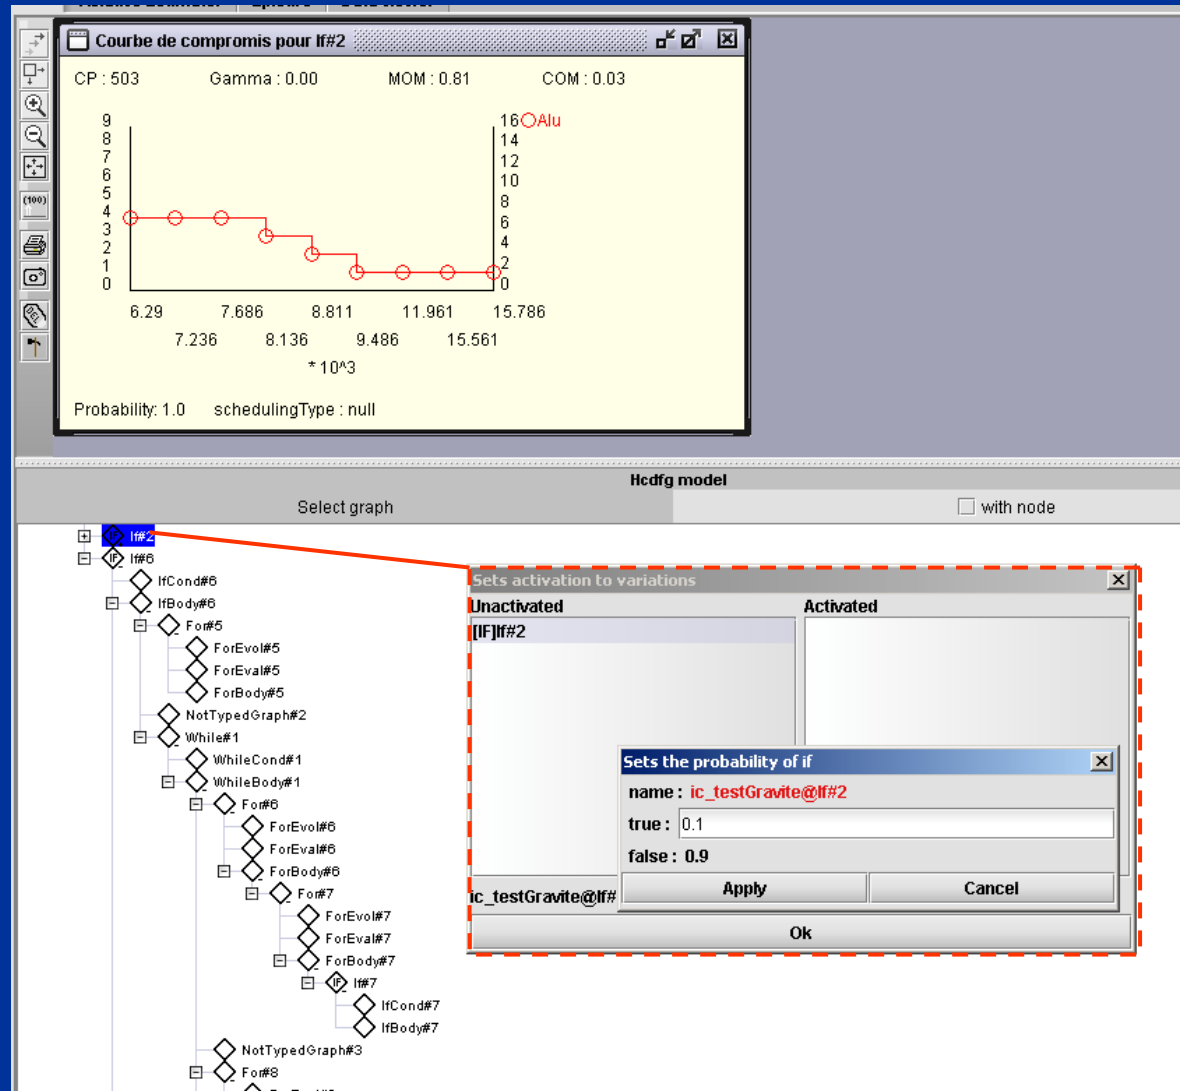 Courbe de compromis pour If#2
CP : 503 Gamma : 0.00 MOM : 0.81 COM : 0.03
9 16 Alu
8 14
7 12
6 10
5 8
4 6
3 4
2 2
1 0
0
6.29 7.686 8.811 11.961 15.786
7.236 8.136 9.486 15.561
* 10^3
Probability: 1.0 schedulingType : null
(100)
Hcdfg model
Select graph with node
IF If#2
IF If#6
IfCond#6
IfBody#6
For#5
ForEvol#5
ForEval#5
ForBody#5
NotTypedGraph#2
While#1
WhileCond#1
WhileBody#1
For#6
ForEvol#6
ForEval#6
ForBody#6
For#7
ForEvol#7
ForEval#7
ForBody#7
IF If#7
IfCond#7
IfBody#7
NotTypedGraph#3
For#8
Sets activation to variations
Unactivated Activated
[IF]If#2
ic_testGravite@If#
Ok
Sets the probability of if
name : ic_testGravite@If#2
true : 0.1
false : 0.9
Apply Cancel